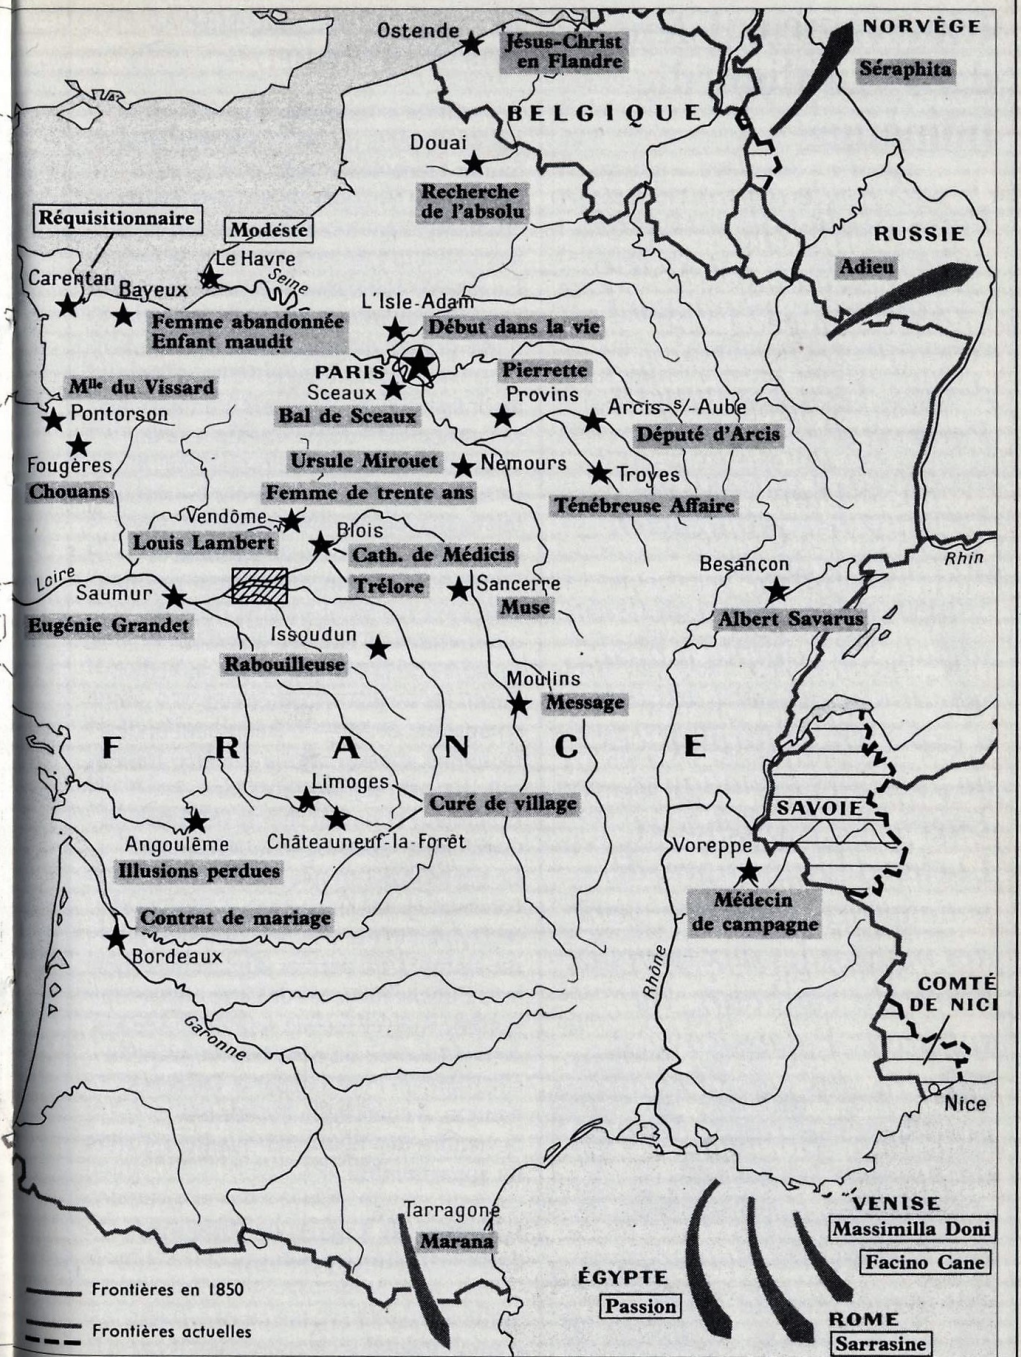 NORVÈGE
Séraphita
Ostende
Jésus-Christ
en Flandre
BELGIQUE
Douai
Recherche
de l'absolu
Réquisitionnaire
Modeste
RUSSIE
Adieu
Le Havre
Seine
Carentan
Bayeux
Femme abandonnée
Enfant maudit
L'Isle-Adam
Début dans la vie
PARIS
Sceaux
Bal de Sceaux
Pierrette
Provins
Mlle du Vissard
Pontorson
Arcis-s/-Aube
Député d'Arcis
Fougères
Chouans
Ursule Mirouet
Nemours
Troyes
Femme de trente ans
Ténébreuse Affaire
Vendôme
Louis Lambert
Blois
Cath. de Médicis
Trélore
Loire
Saumur
Eugénie Grandet
Sancerre
Muse
Besançon
Albert Savarus
Rhin
Issoudun
Rabouilleuse
Moulins
Message
FRANCE
Limoges
Curé de village
SAVOIE
Angoulême
Illusions perdues
Châteauneuf-la-Forêt
Voreppe
Médecin
de campagne
Contrat de mariage
Bordeaux
Rhône
Garonne
COMTÉ
DE NICE
Nice
Tarragone
Marana
VENISE
Massimilla Doni
Facino Cane
ÉGYPTE
Passion
ROME
Sarrasine
Frontières en 1850
Frontières actuelles